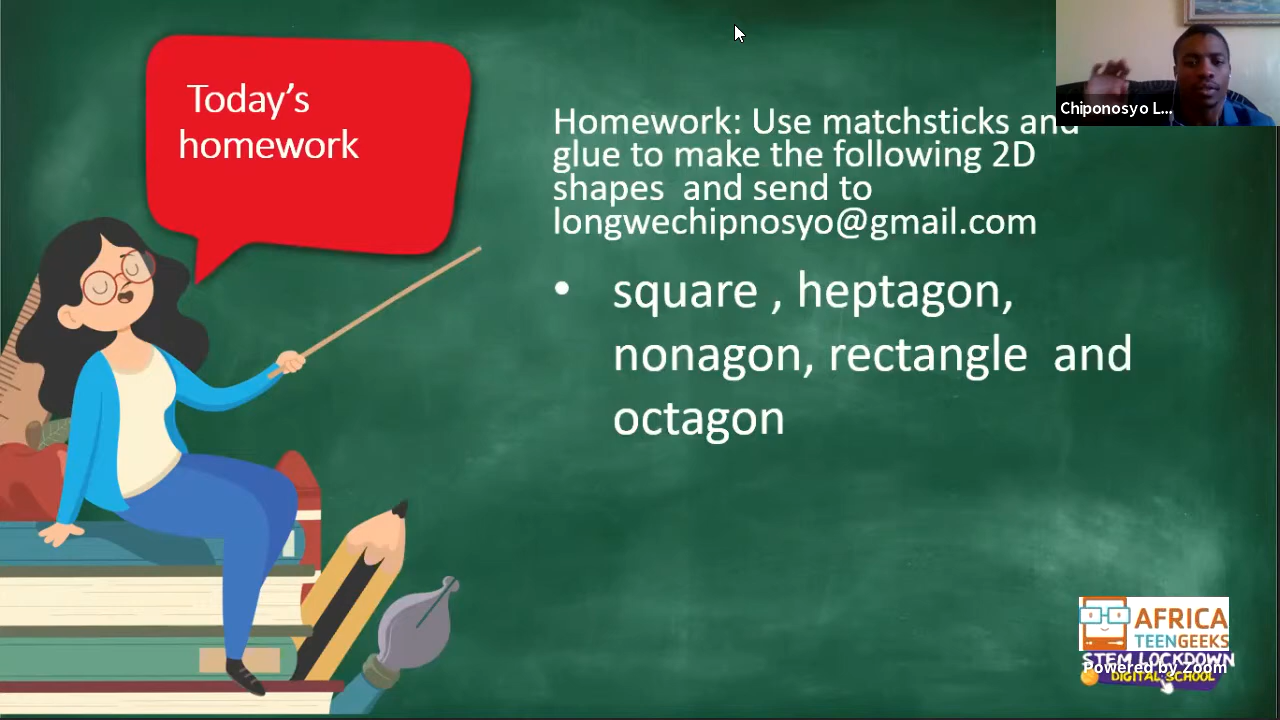 Today's
homework
Homework: Use matchsticks and
glue to make the following 2D
shapes and send to
longwechipnosyo@gmail.com
• square , heptagon,
nonagon, rectangle and
octagon
Chiponosyo L...
AFRICA
TEENGEEKS
STEM LOCKDOWN
Powered by Zoom
DIGITAL SCHOOL